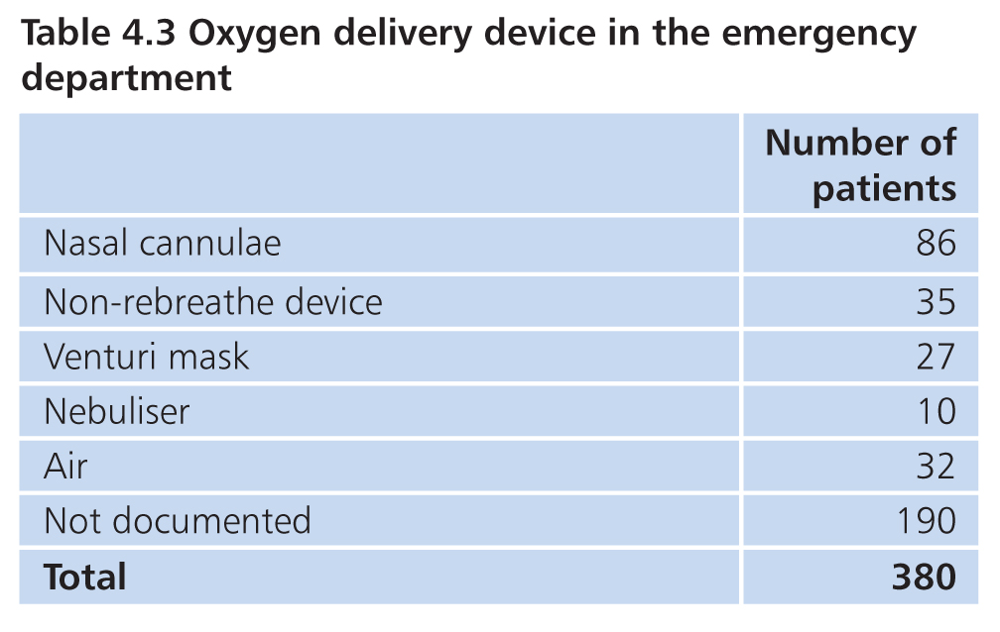 Table 4.3 Oxygen delivery device in the emergency
department
Number of
patients
Nasal cannulae 86
Non-rebreathe device 35
Venturi mask 27
Nebuliser 10
Air 32
Not documented 190
Total 380